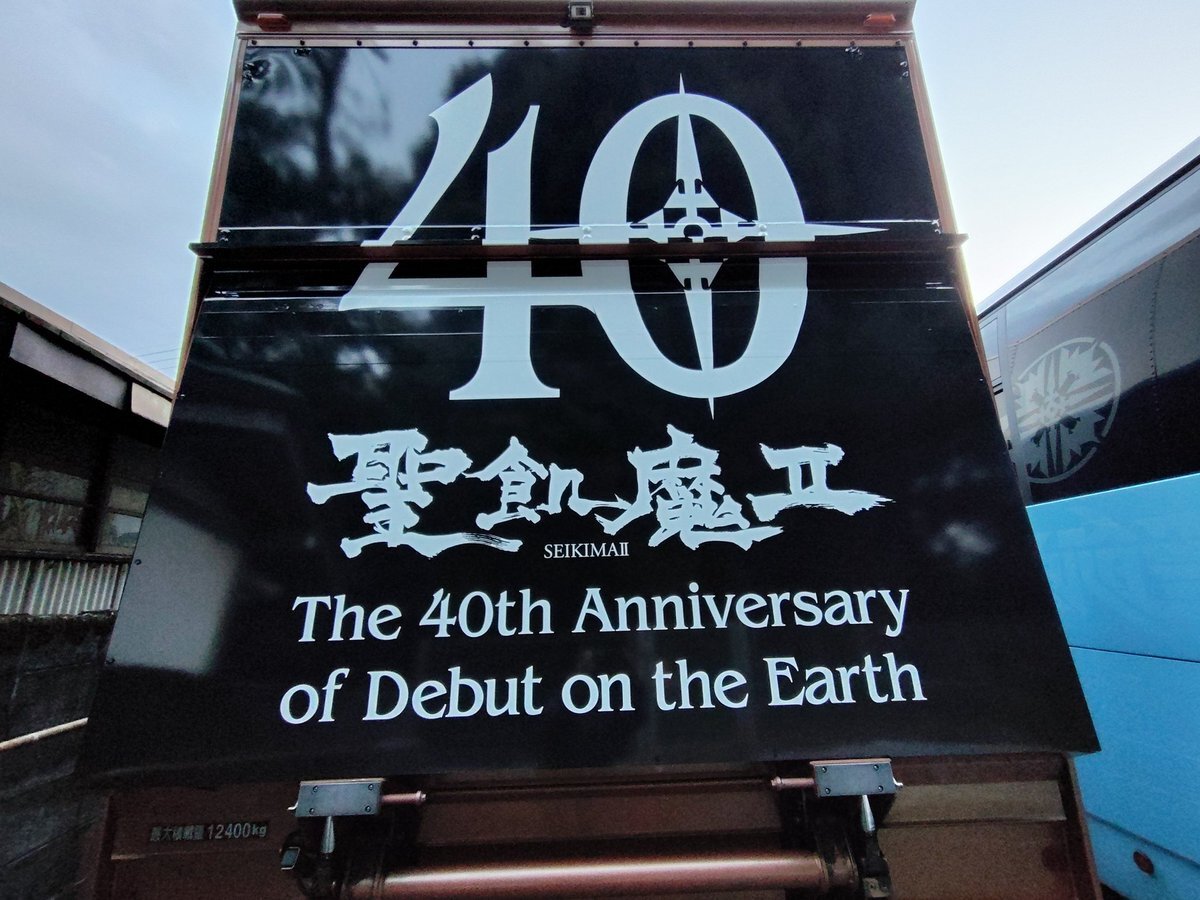 40
聖飢魔Ⅱ
SEIKIMAⅡ
The 40th Anniversary
of Debut on the Earth
最大積載量 12400kg